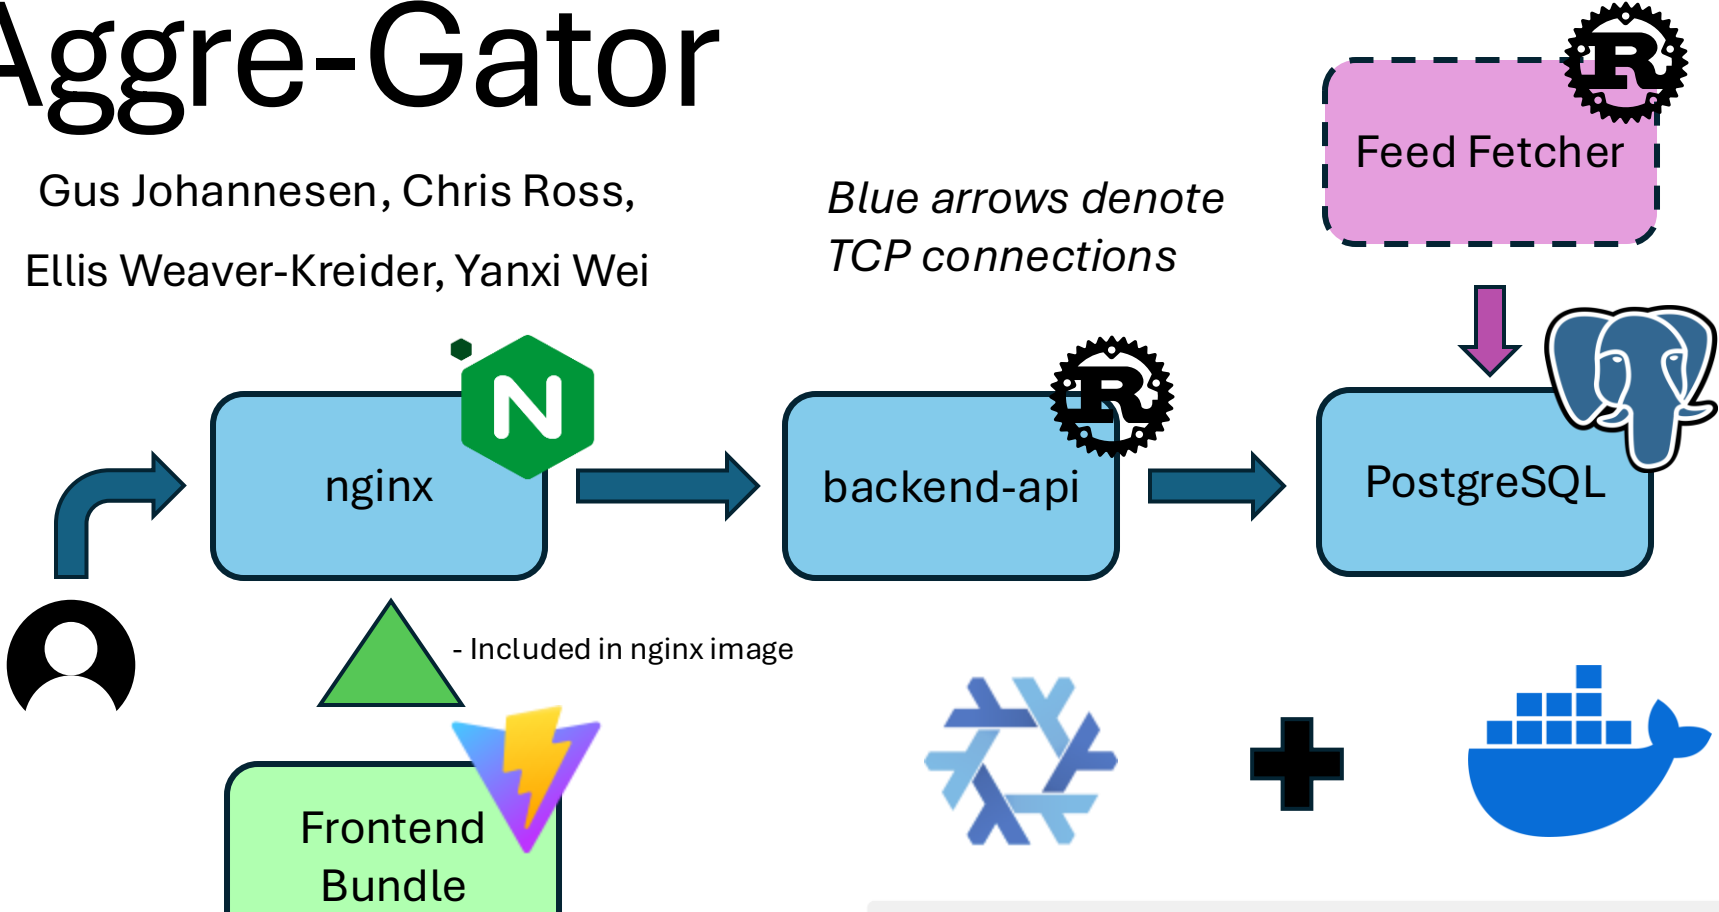 Aggre-Gator
Gus Johannesen, Chris Ross,
Ellis Weaver-Kreider, Yanxi Wei
Blue arrows denote
TCP connections
R
Feed Fetcher
N
nginx
R
backend-api
PostgreSQL
- Included in nginx image
Frontend
Bundle